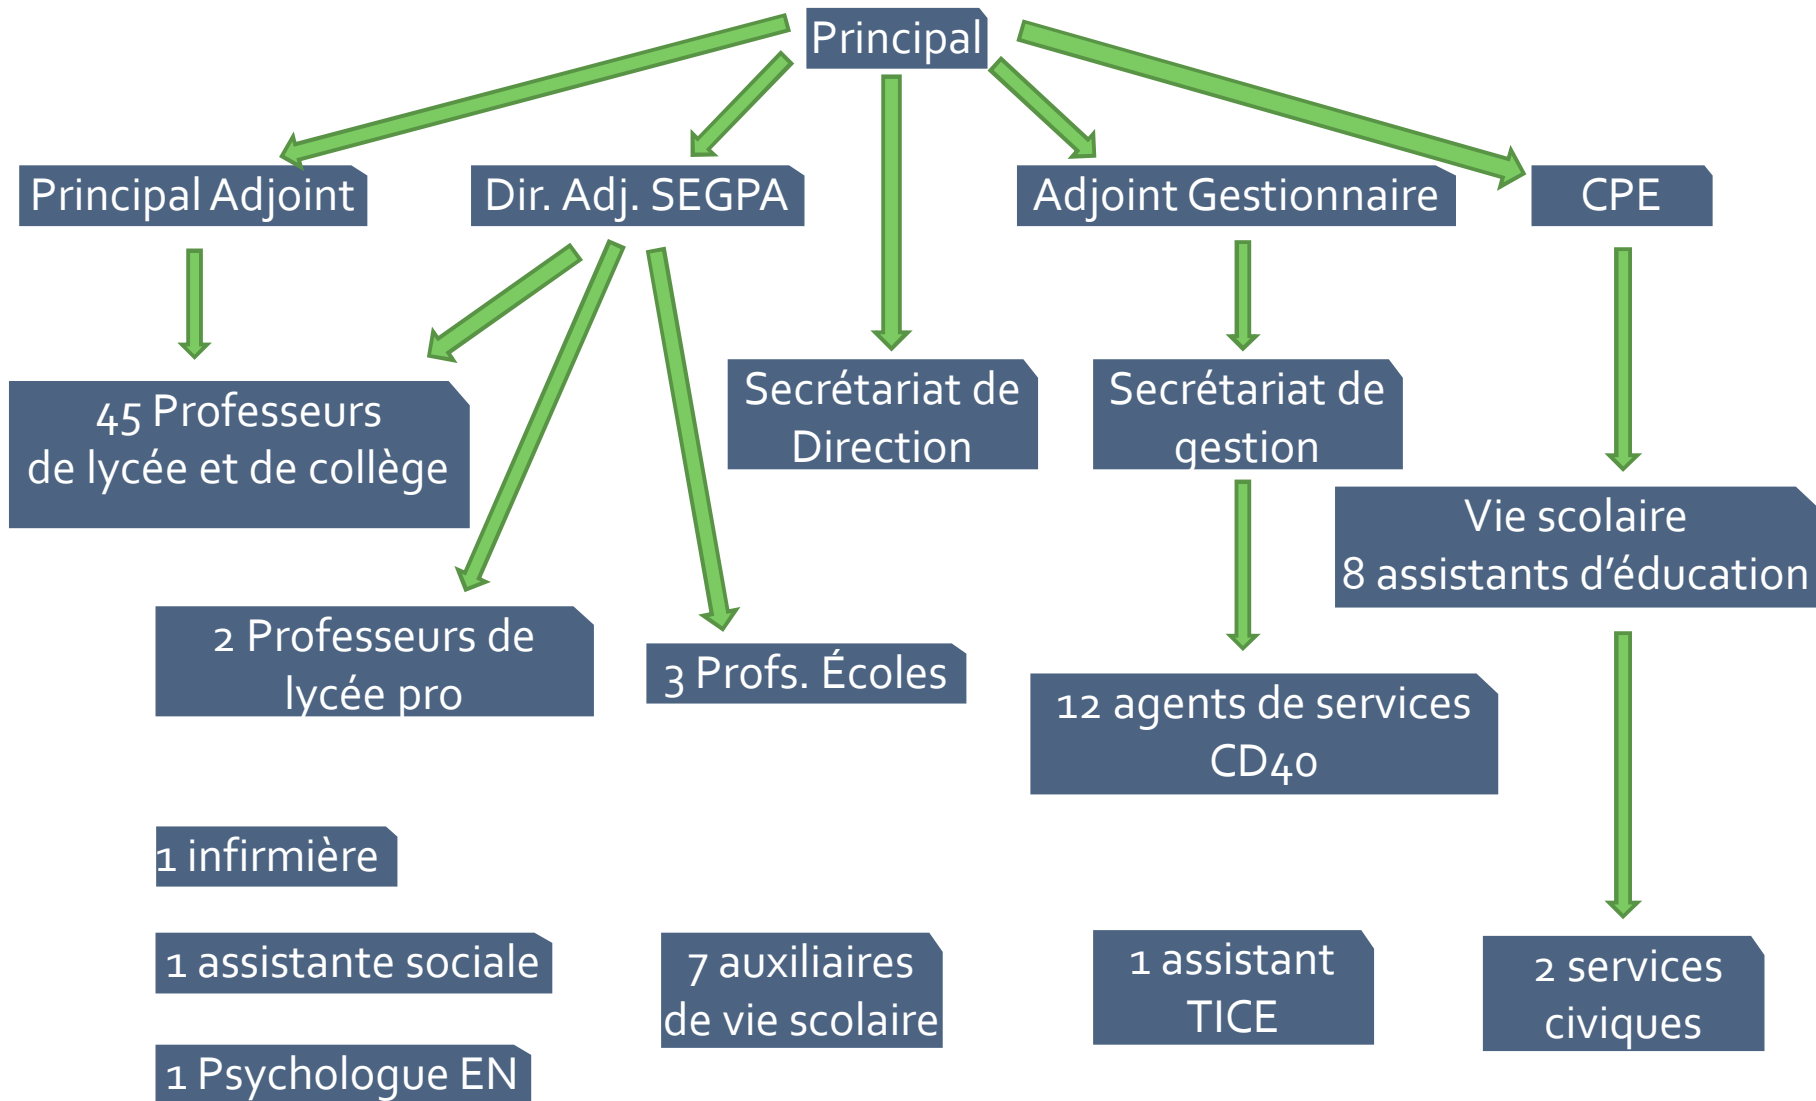 Principal
Principal Adjoint
Dir. Adj. SEGPA
Adjoint Gestionnaire
CPE
45 Professeurs
de lycée et de collège
Secrétariat de
Direction
Secrétariat de
gestion
Vie scolaire
8 assistants d’éducation
2 Professeurs de
lycée pro
3 Profs. Écoles
12 agents de services
CD40
1 infirmière
1 assistante sociale
7 auxiliaires
de vie scolaire
1 assistant
TICE
2 services
civiques
1 Psychologue EN